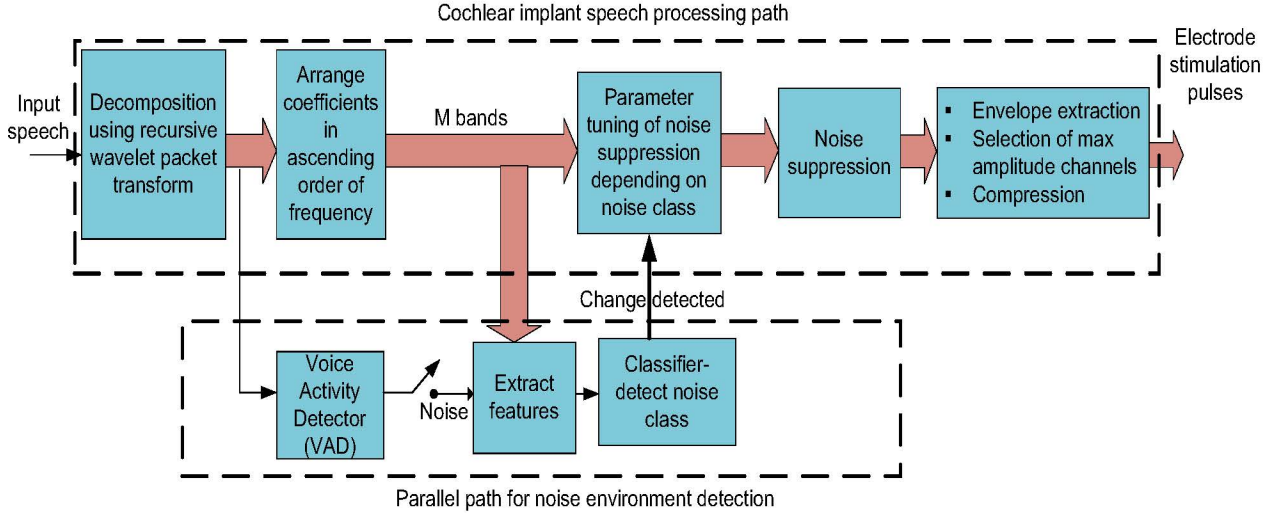 Cochlear implant speech processing path
Electrode
stimulation
pulses
Input
speech
Decomposition
using recursive
wavelet packet
transform
Arrange
coefficients
in
ascending
order of
frequency
M bands
Parameter
tuning of noise
suppression
depending on
noise class
Noise
suppression
▪ Envelope extraction
▪ Selection of max
amplitude channels
▪ Compression
Change detected
Voice
Activity
Detector
(VAD)
Noise
Extract
features
Classifier-
detect noise
class
Parallel path for noise environment detection